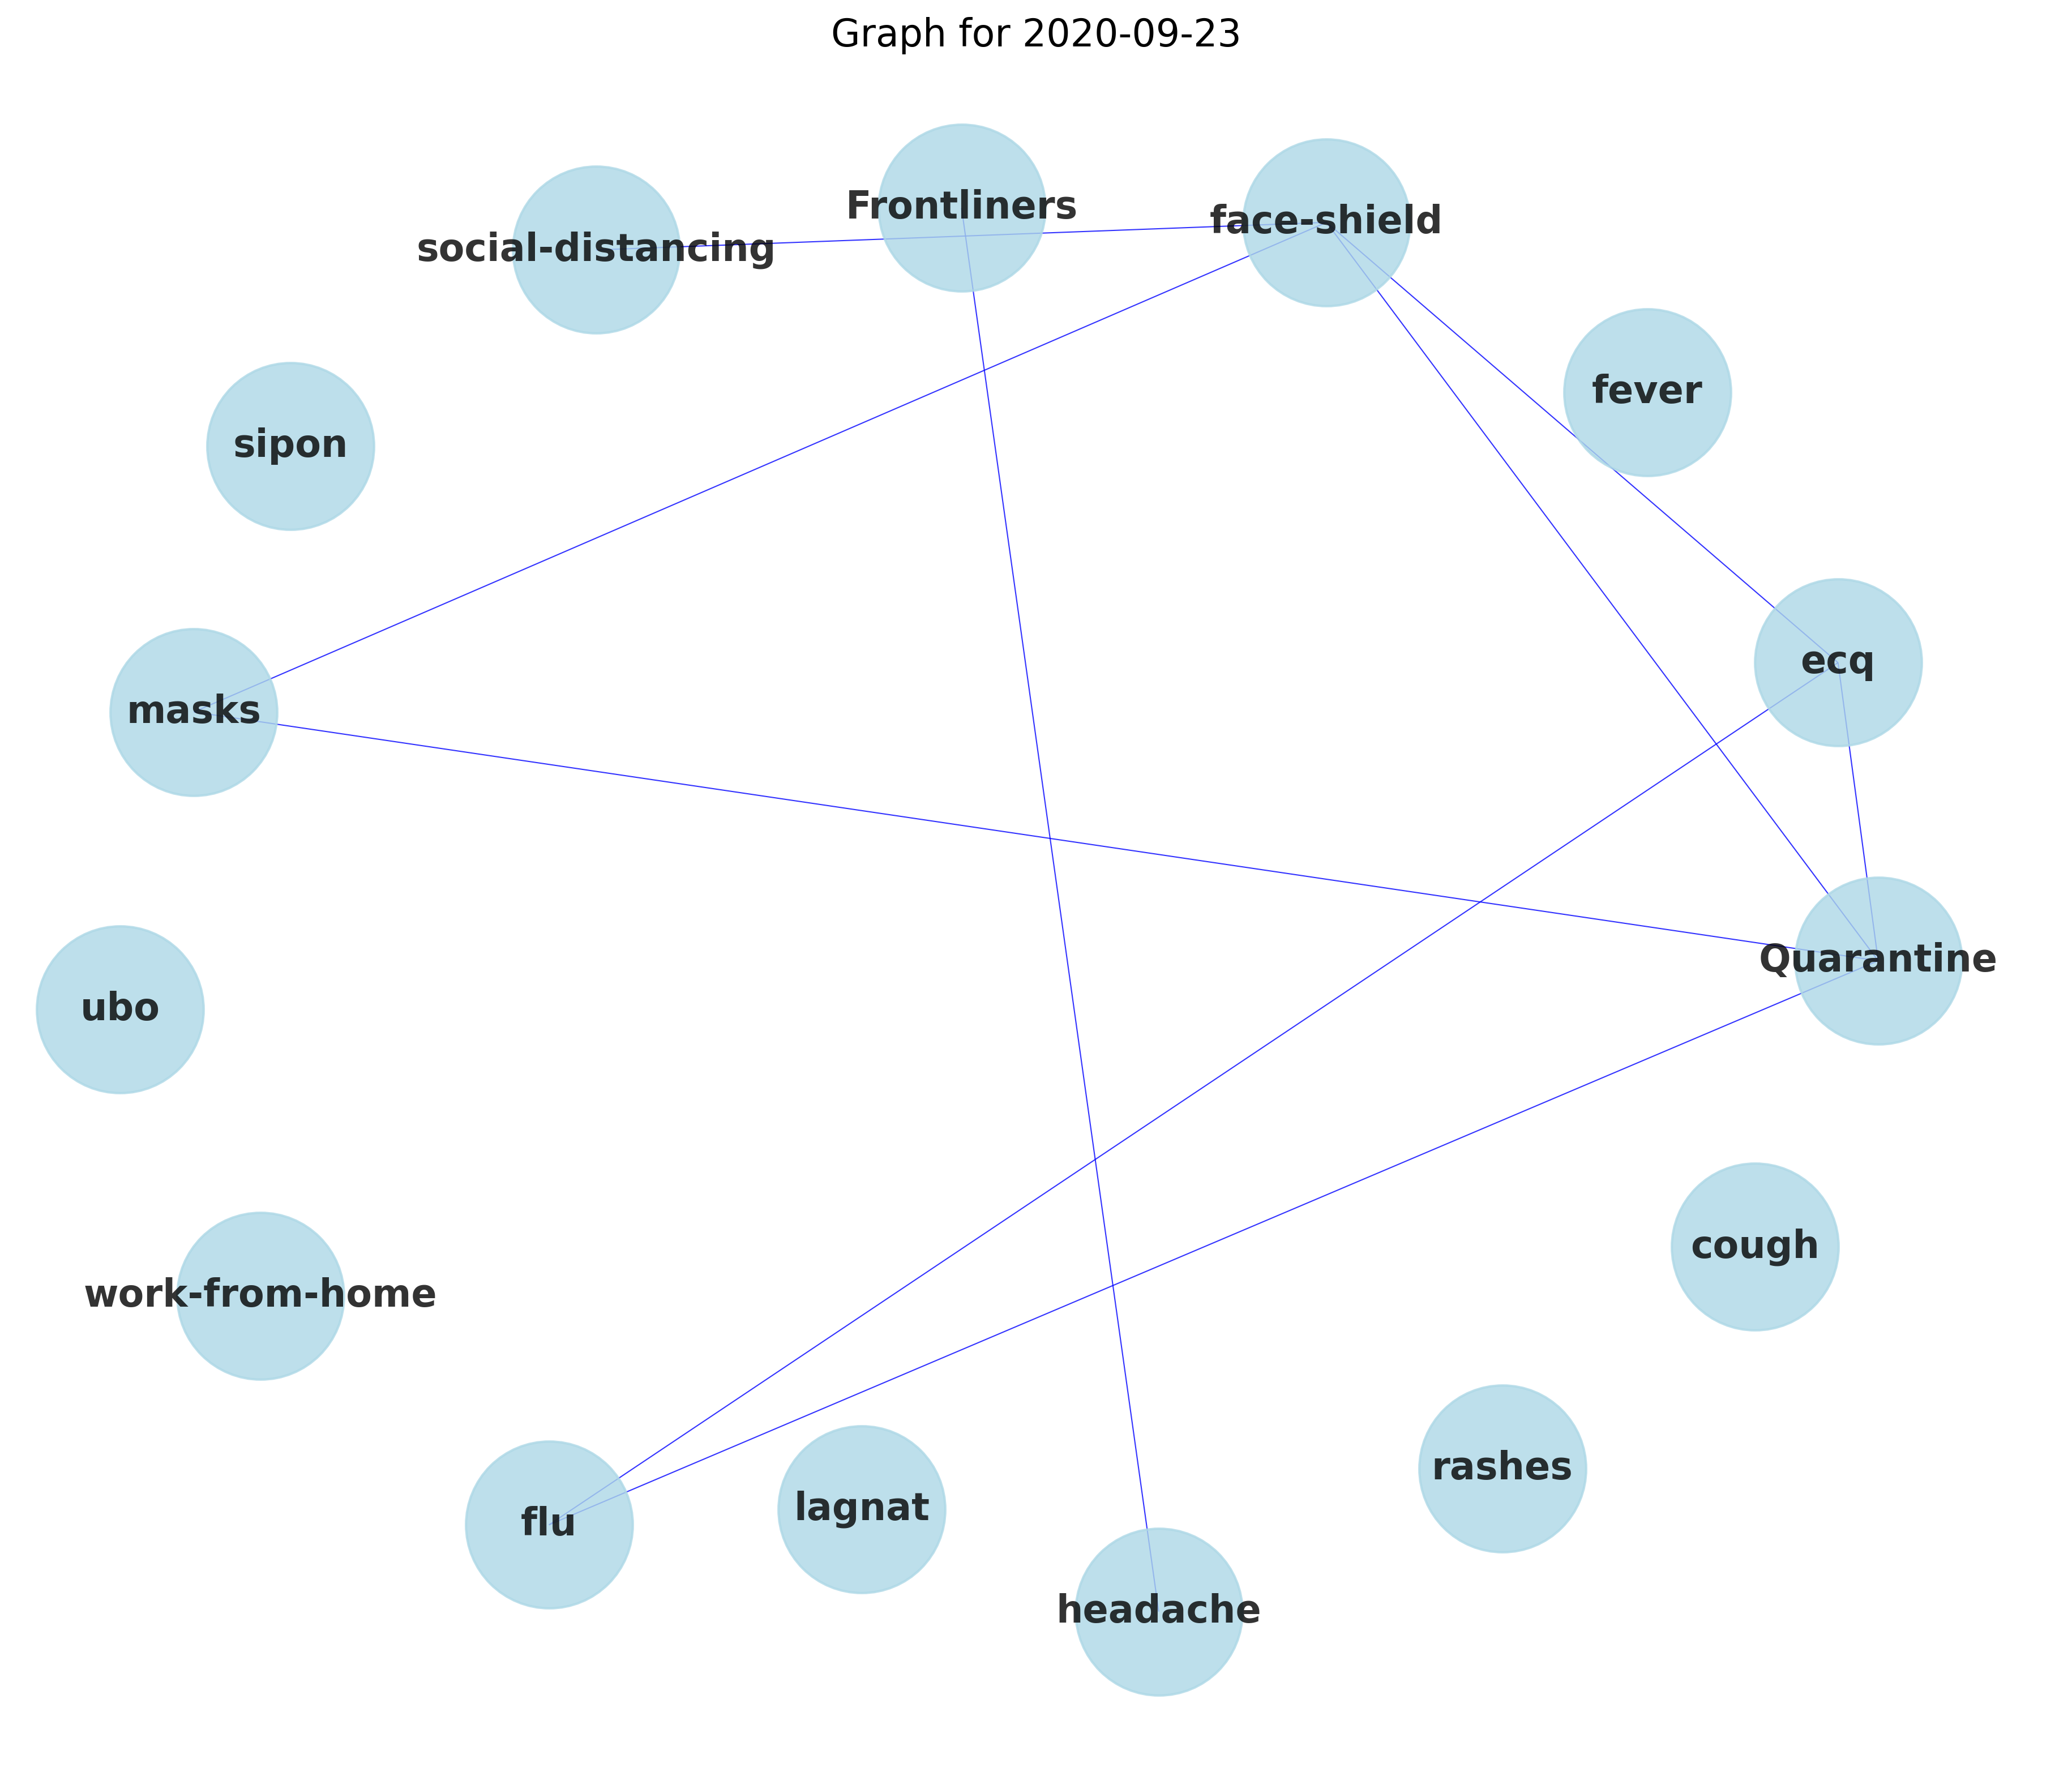 Graph for 2020-09-23
Frontliners
face-shield
social-distancing
fever
sipon
ecq
masks
Quarantine
ubo
cough
work-from-home
rashes
lagnat
flu
headache